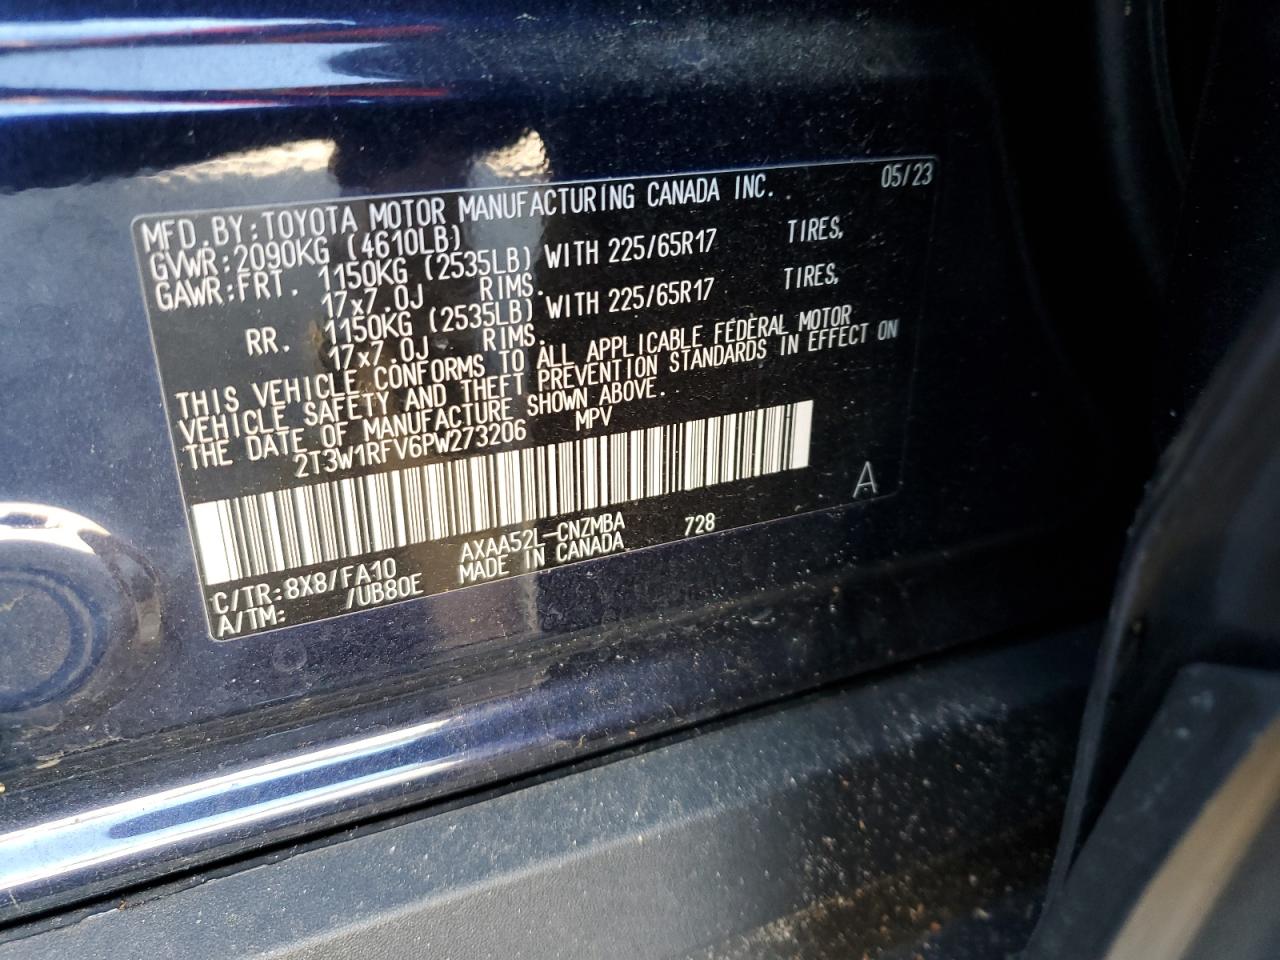 05/23
MFD.BY:TOYOTA MOTOR MANUFACTURING CANADA INC.
GVWR:2090KG (4610LB)
GAWR:FRT. 1150KG (2535LB) WITH 225/65R17 TIRES,
17x7.0J RIMS.
RR. 1150KG (2535LB) WITH 225/65R17 TIRES,
17x7.0J RIMS.
THIS VEHICLE CONFORMS TO ALL APPLICABLE FEDERAL MOTOR
VEHICLE SAFETY AND THEFT PREVENTION STANDARDS IN EFFECT ON
THE DATE OF MANUFACTURE SHOWN ABOVE.
2T3W1RFV6PW273206 MPV
A
C/TR:8X8/FA10 AXAA52L-CNZMBA 728
A/TM: /UB80E MADE IN CANADA